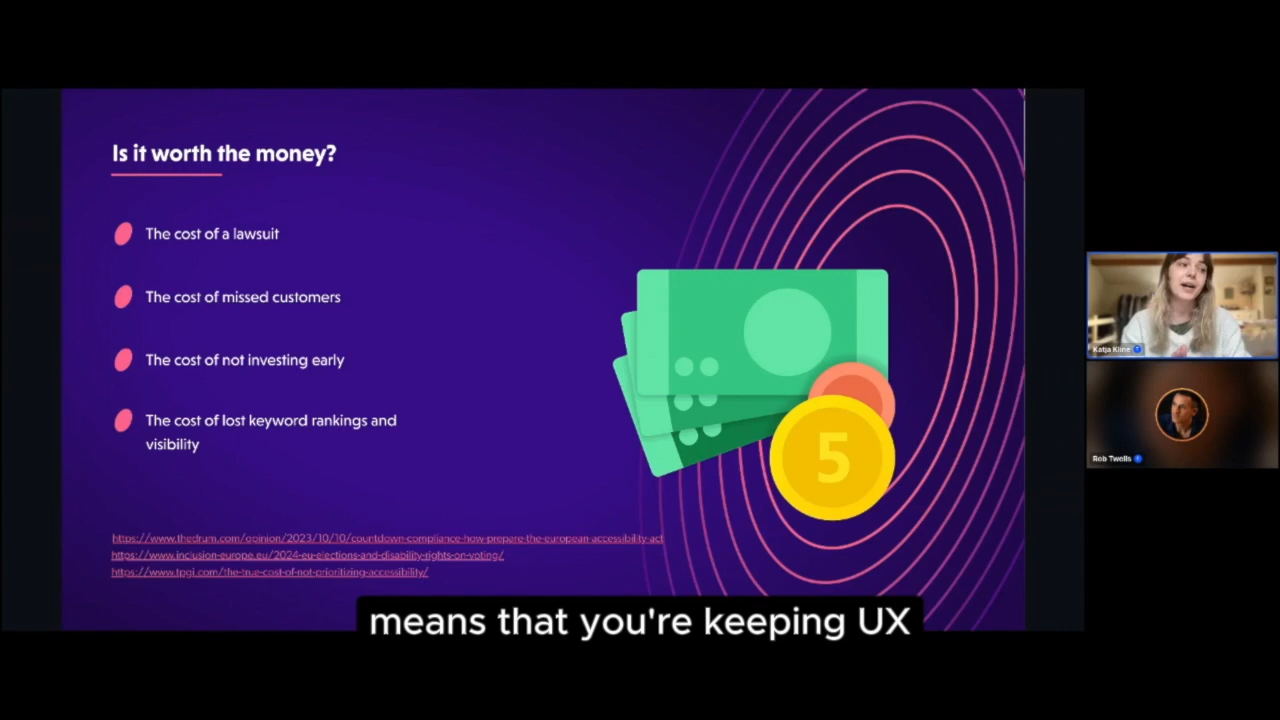 Is it worth the money?
The cost of a lawsuit
The cost of missed customers
The cost of not investing early
The cost of lost keyword rankings and
visibility
5
https://www.thedrum.com/opinion/2023/10/10/countdown-compliance-how-prepare-the-european-accessibility-act
https://www.inclusion-europe.eu/2024-eu-elections-and-disability-rights-on-voting/
https://www.tpgi.com/the-true-cost-of-not-prioritizing-accessibility/
means that you're keeping UX
Katja Kline
Rob Twells